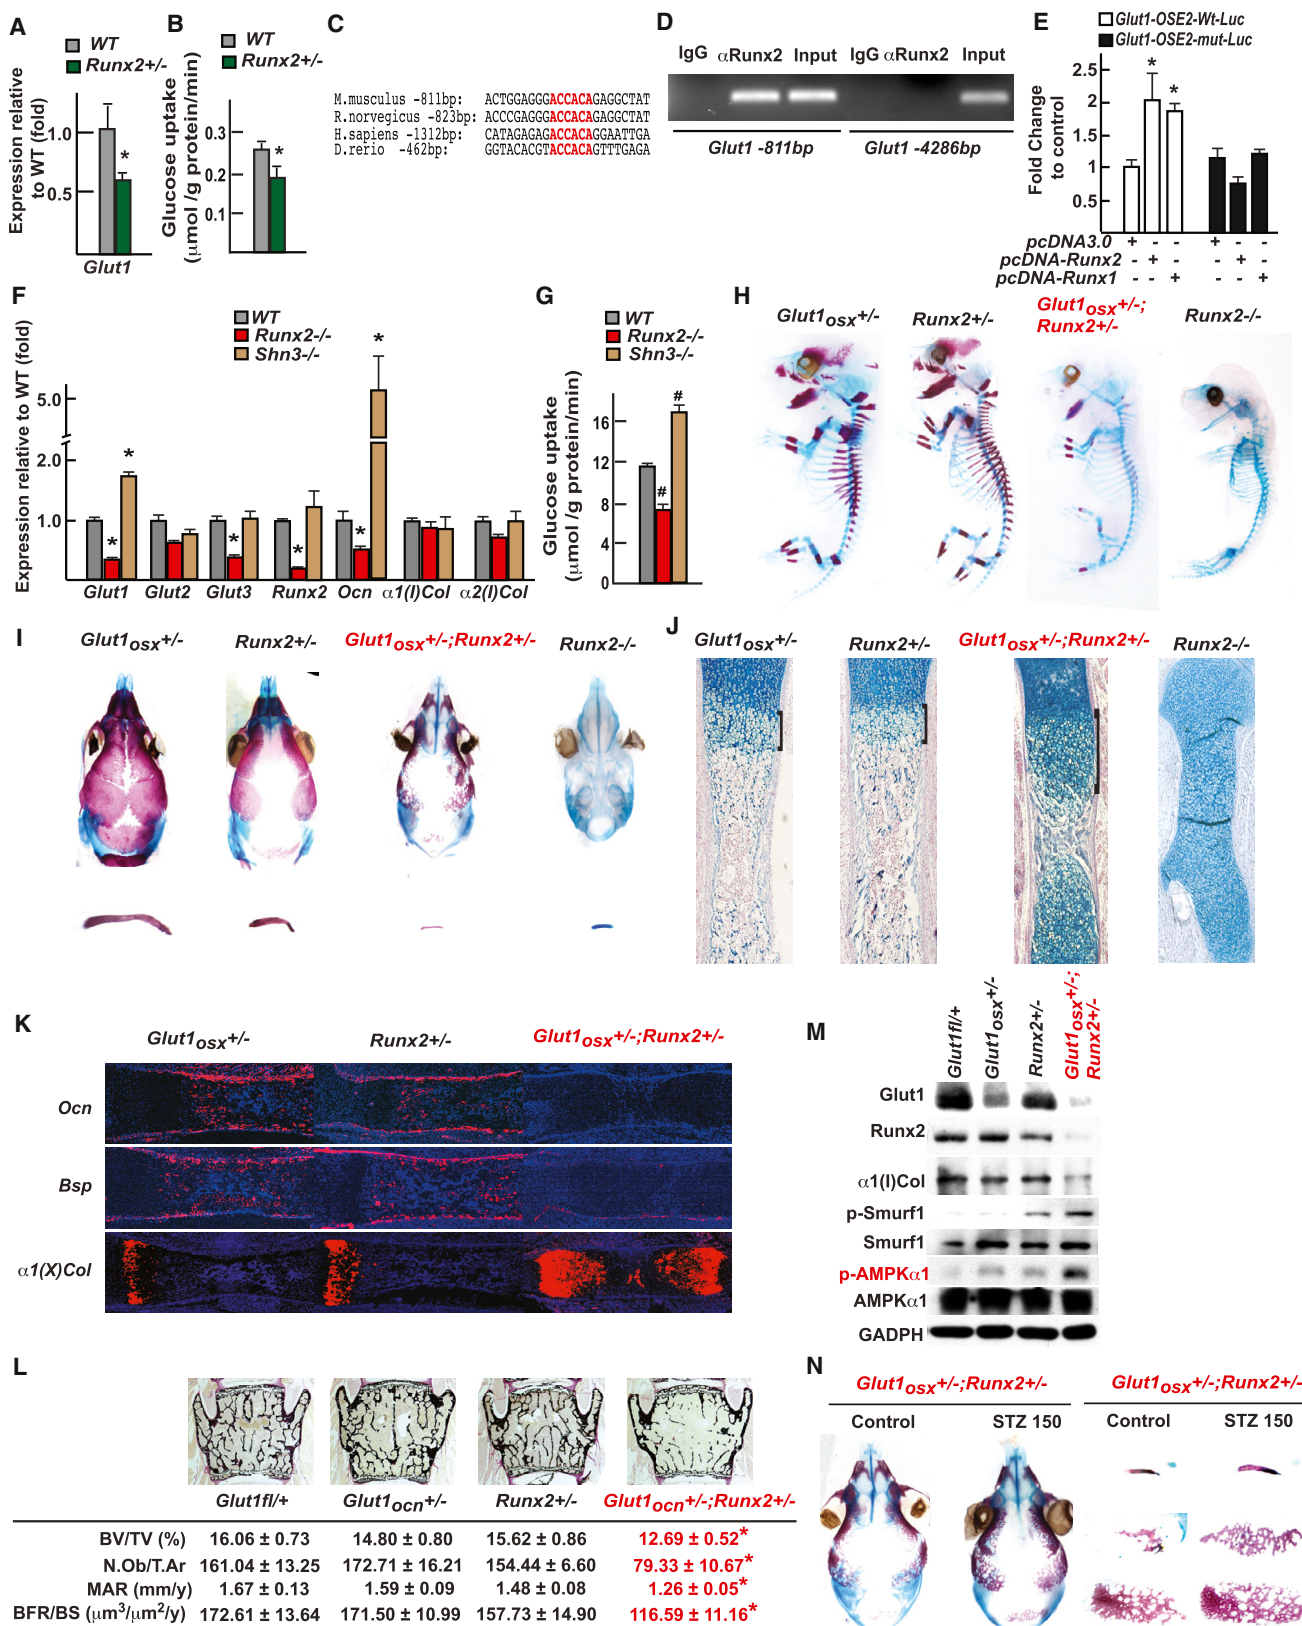 A
WT
Runx2+/-
Expression relative
to WT (fold)
1.0
0.5
*
Glut1
B
WT
Runx2+/-
Glucose uptake
(μmol /g protein/min)
0.3
0.2
0.1
*
C
M.musculus -811bp: ACTGGAGGGACCACAGAGGCTAT
R.norvegicus -823bp: ACCCGAGGGACCACAGAGGCTAT
H.sapiens -1312bp: CATAGAGAGACCACAGGAATTGA
D.rerio -462bp: GGTACACGTACCACAGTTTGAGA
D
IgG αRunx2 Input IgG αRunx2 Input
Glut1 -811bp Glut1 -4286bp
E
Glut1-OSE2-Wt-Luc
Glut1-OSE2-mut-Luc
Fold Change
to control
2.5
2
1.5
1
0.5
* *
pcDNA3.0 + - - + - -
pcDNA-Runx2 - + - - + -
pcDNA-Runx1 - - + - - +
F
WT
Runx2-/-
Shn3-/-
Expression relative to WT (fold)
5.0
2.0
1.0
* * * * * *
Glut1 Glut2 Glut3 Runx2 Ocn α1(I)Col α2(I)Col
G
WT
Runx2-/-
Shn3-/-
Glucose uptake
(μmol /g protein/min)
16
12
8
4
0
# #
H
Glut1osx+/- Runx2+/- Glut1osx+/-;
Runx2+/- Runx2-/-
I
Glut1osx+/- Runx2+/- Glut1osx+/-;Runx2+/- Runx2-/-
J
Glut1osx+/- Runx2+/- Glut1osx+/-;Runx2+/- Runx2-/-
K
Glut1osx+/- Runx2+/- Glut1osx+/-;Runx2+/-
Ocn
Bsp
α1(X)Col
M
Glut1fl/+
Glut1osx+/-
Runx2+/-
Glut1osx+/-;
Runx2+/-
Glut1
Runx2
α1(I)Col
p-Smurf1
Smurf1
p-AMPKα1
AMPKα1
GADPH
L
Glut1fl/+ Glut1ocn+/- Runx2+/- Glut1ocn+/-;Runx2+/-
BV/TV (%) 16.06 ± 0.73 14.80 ± 0.80 15.62 ± 0.86 12.69 ± 0.52*
N.Ob/T.Ar 161.04 ± 13.25 172.71 ± 16.21 154.44 ± 6.60 79.33 ± 10.67*
MAR (mm/y) 1.67 ± 0.13 1.59 ± 0.09 1.48 ± 0.08 1.26 ± 0.05*
BFR/BS (μm³/μm²/y) 172.61 ± 13.64 171.50 ± 10.99 157.73 ± 14.90 116.59 ± 11.16*
N
Glut1osx+/-;Runx2+/- Glut1osx+/-;Runx2+/-
Control STZ 150 Control STZ 150